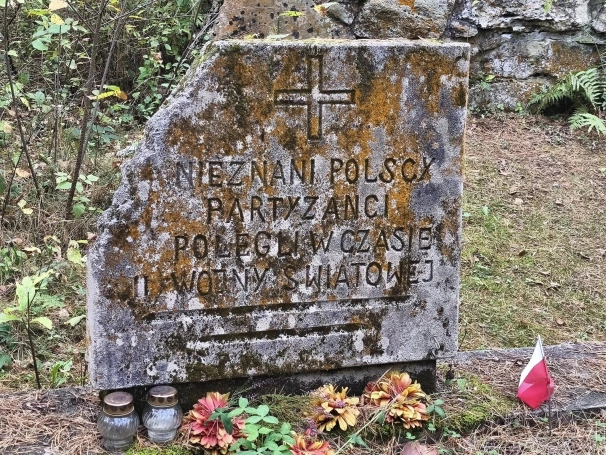 NIEZNANI POLSCY
PARTYZANCI
POLEGLI W CZASIE
II WOJNY ŚWIATOWEJ